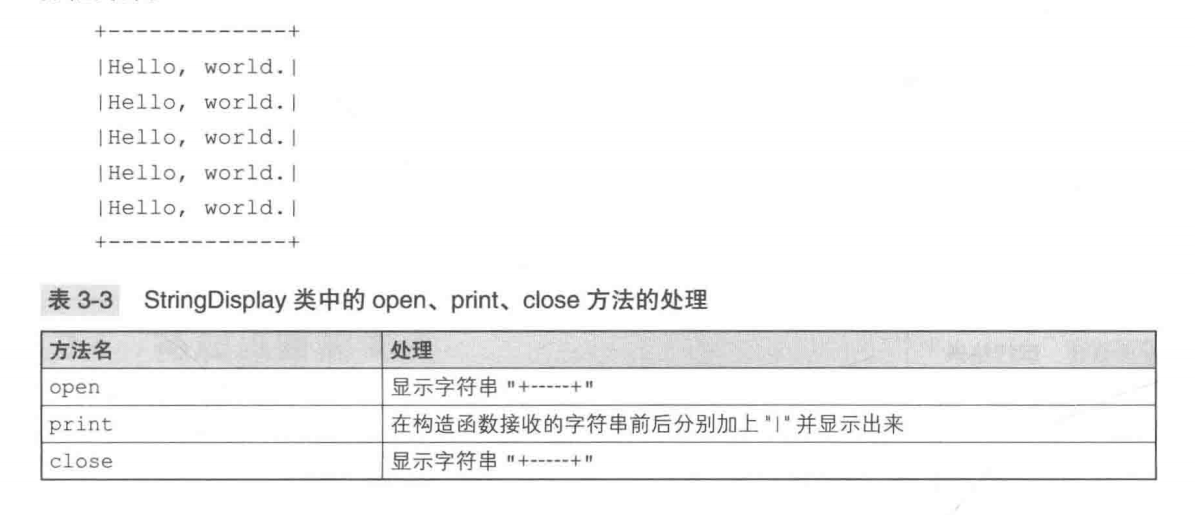 +-------------+
|Hello, world.|
|Hello, world.|
|Hello, world.|
|Hello, world.|
|Hello, world.|
+-------------+
表 3-3 StringDisplay 类中的 open、print、close 方法的处理
方法名 处理
open 显示字符串 "+-----+"
print 在构造函数接收的字符串前后分别加上 "|" 并显示出来
close 显示字符串 "+-----+"